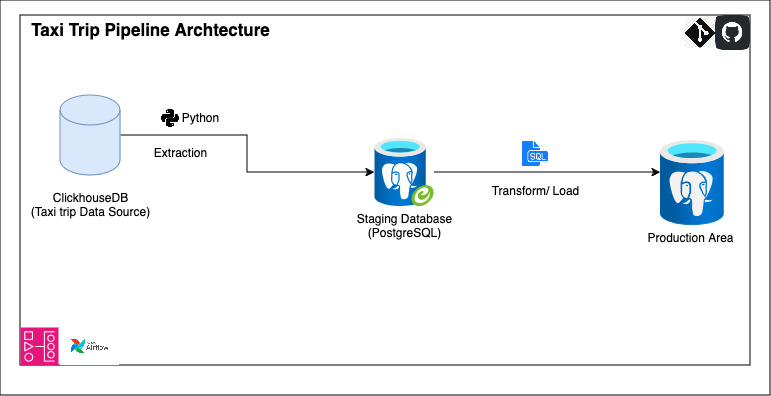 Taxi Trip Pipeline Archtecture
Python
Extraction
ClickhouseDB
(Taxi trip Data Source)
SQL
Transform/ Load
Staging Database
(PostgreSQL)
Production Area
Airflow